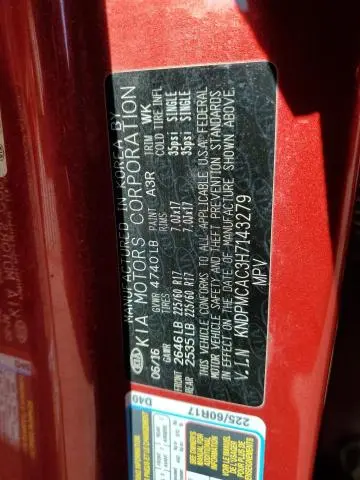 MANUFACTURED IN KOREA BY
KIA KIA MOTORS CORPORATION
06/16 GVWR 4740LB PAINT A3R TRIM WK
GAWR TIRES RIMS COLD TIRE INFL
FRONT 2646LB 225/60 R17 7.0Jx17 35psi SINGLE
REAR 2535LB 225/60 R17 7.0Jx17 35psi SINGLE
THIS VEHICLE CONFORMS TO ALL APPLICABLE U.S.A. FEDERAL
MOTOR VEHICLE SAFETY AND THEFT PREVENTION STANDARDS
IN EFFECT ON THE DATE OF MANUFACTURE SHOWN ABOVE.
V.I.N KNDPMCAC3H7143279
MPV
D40
225/60R17